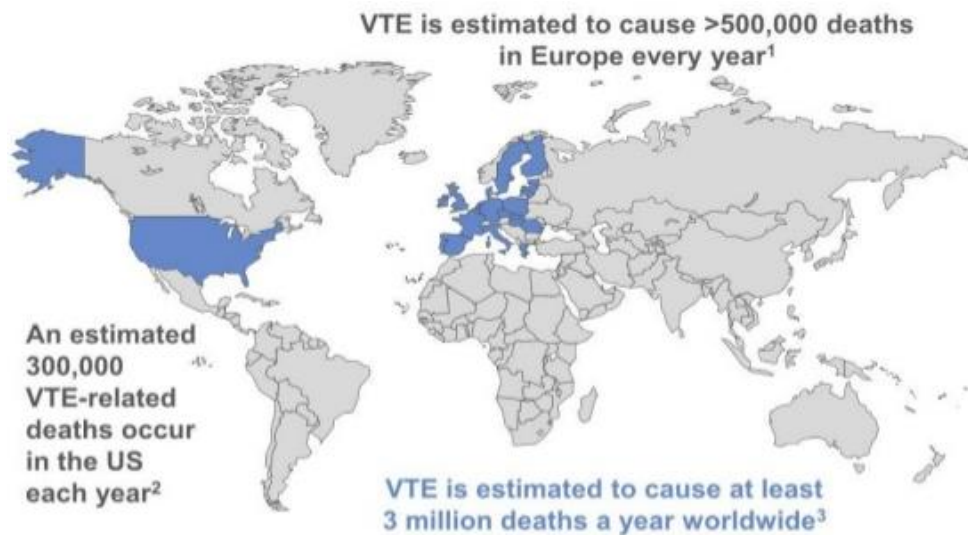 VTE is estimated to cause >500,000 deaths
in Europe every year¹
An estimated
300,000
VTE-related
deaths occur
in the US
each year²
VTE is estimated to cause at least
3 million deaths a year worldwide³